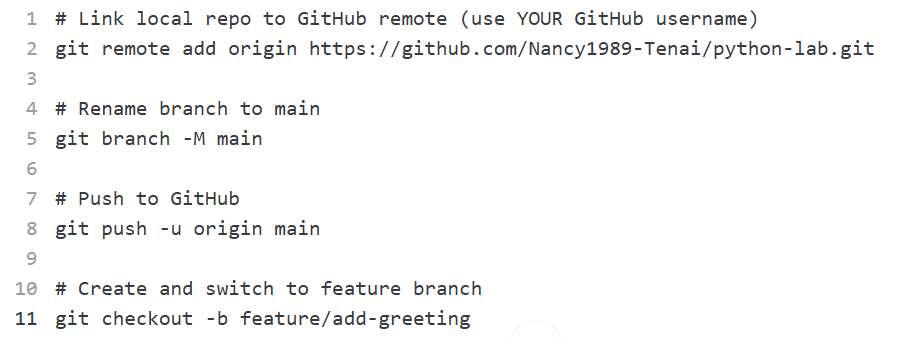 1 # Link local repo to GitHub remote (use YOUR GitHub username)
2 git remote add origin https://github.com/Nancy1989-Tenai/python-lab.git
3
4 # Rename branch to main
5 git branch -M main
6
7 # Push to GitHub
8 git push -u origin main
9
10 # Create and switch to feature branch
11 git checkout -b feature/add-greeting